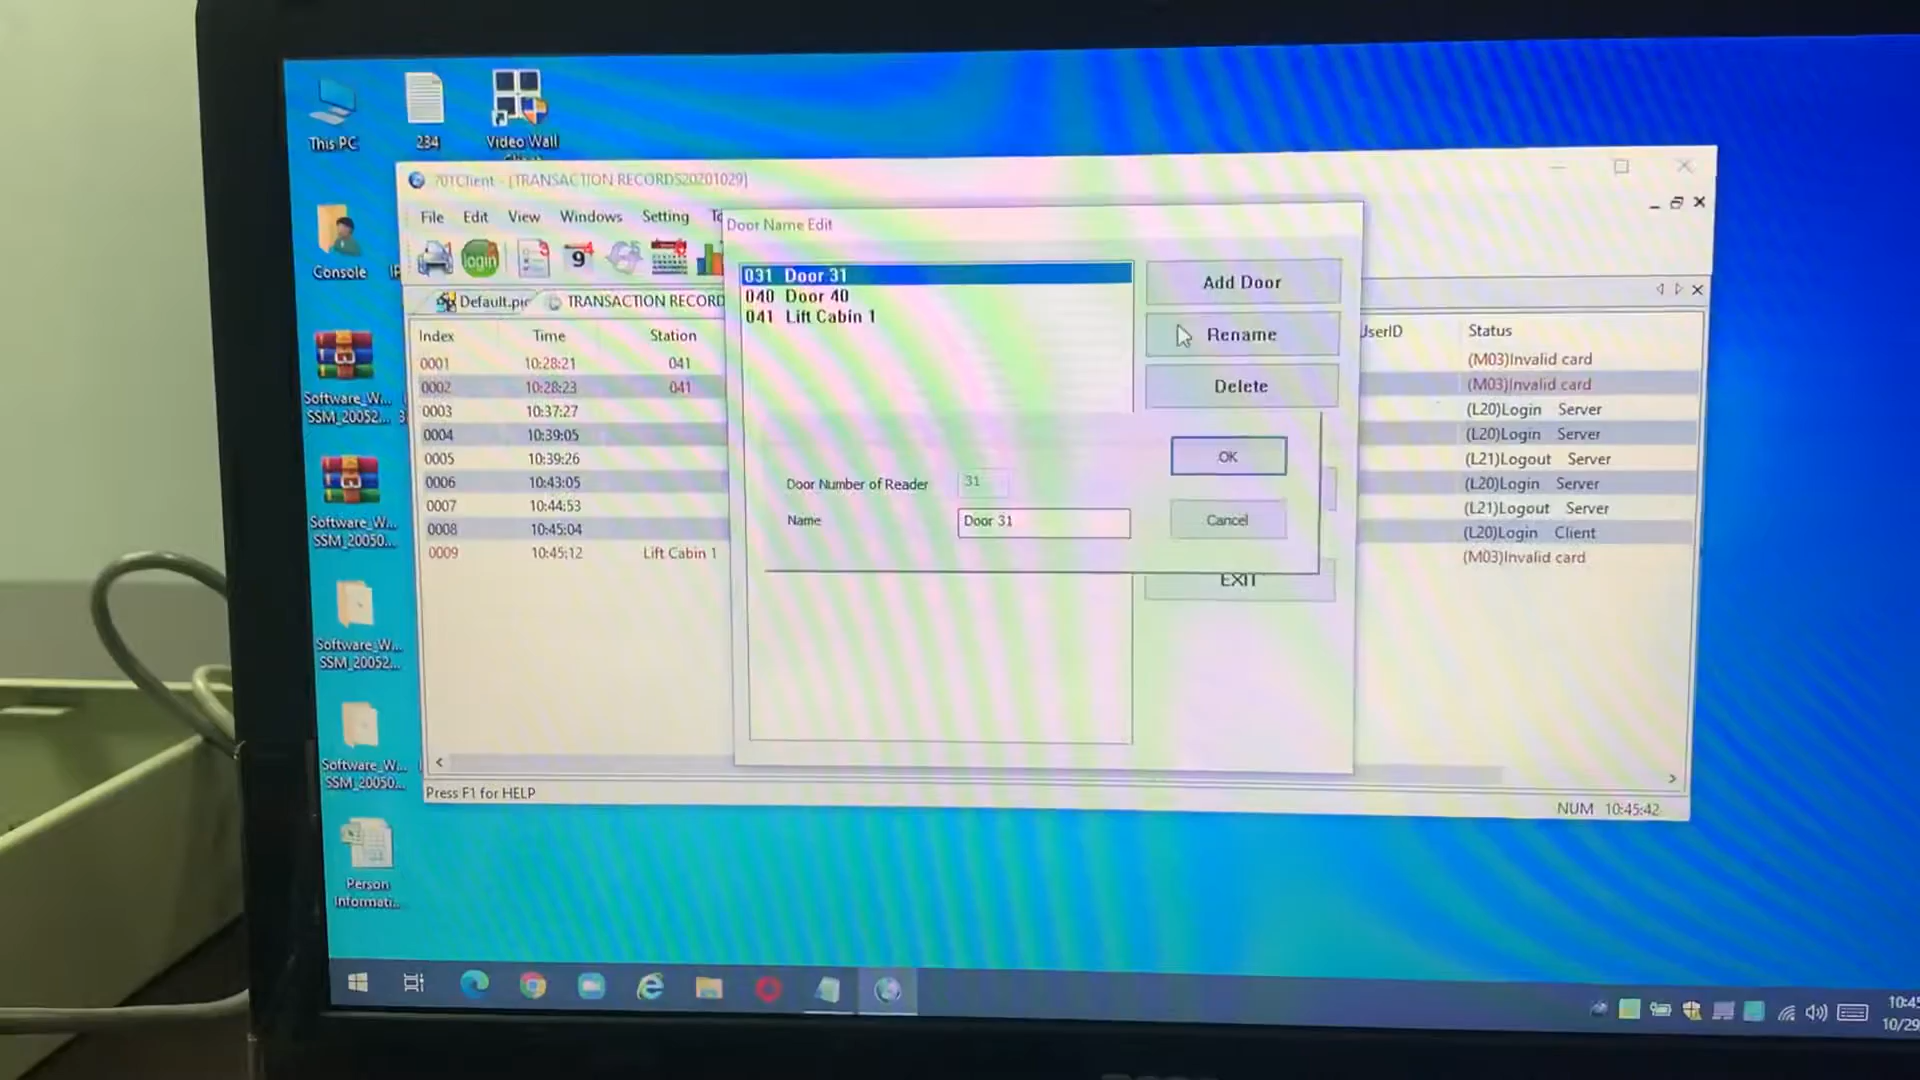 This PC
234
Video Wall
701Client - [TRANSACTION RECORDS20201029]
File Edit View Windows Setting
Door Name Edit
Console
login
9
031 Door 31
040 Door 40
041 Lift Cabin 1
Add Door
Rename
Delete
Default.pic
TRANSACTION RECORD
Index Time Station UserID Status
0001 10:28:21 041 (M03)Invalid card
0002 10:28:23 041 (M03)Invalid card
0003 10:37:27 (L20)Login Server
0004 10:39:05 (L20)Login Server
0005 10:39:26 (L21)Logout Server
0006 10:43:05 (L20)Login Server
0007 10:44:53 (L21)Logout Server
0008 10:45:04 (L20)Login Client
0009 10:45:12 Lift Cabin 1 (M03)Invalid card
Door Number of Reader 31
Name Door 31
OK
Cancel
EXIT
Software_W...
SSM_20052...
Software_W...
SSM_20050...
Software_W...
SSM_20052...
Software_W...
SSM_20050...
Person
Informati...
Press F1 for HELP
NUM 10:45:42
10:45
10/29